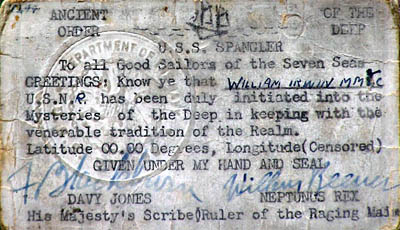 ANCIENT OF THE
ORDER DEEP
U.S.S. SPANGLER
To all Good Sailors of the Seven Seas
GREETINGS: Know ye that WILLIAM IRWIN MM
U.S.N.R. has been duly initiated into the
Mysteries of the Deep in keeping with the
venerable tradition of the Realm.
Latitude 00.00 Degrees, Longitude(Censored)
GIVEN UNDER MY HAND AND SEAL
DAVY JONES NEPTUNUS REX
His Majesty's Scribe Ruler of the Raging Main
DEPARTMENT OF